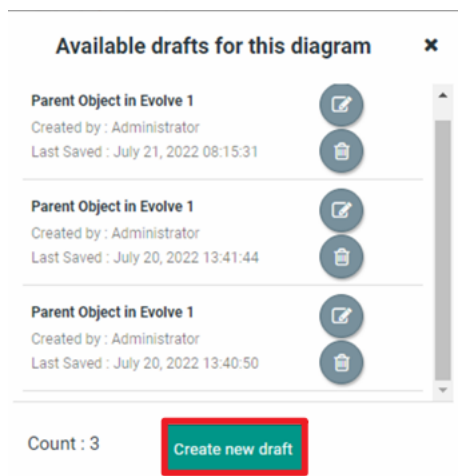 Available drafts for this diagram
Parent Object in Evolve 1
Created by : Administrator
Last Saved : July 21, 2022 08:15:31
Parent Object in Evolve 1
Created by : Administrator
Last Saved : July 20, 2022 13:41:44
Parent Object in Evolve 1
Created by : Administrator
Last Saved : July 20, 2022 13:40:50
Count : 3
Create new draft